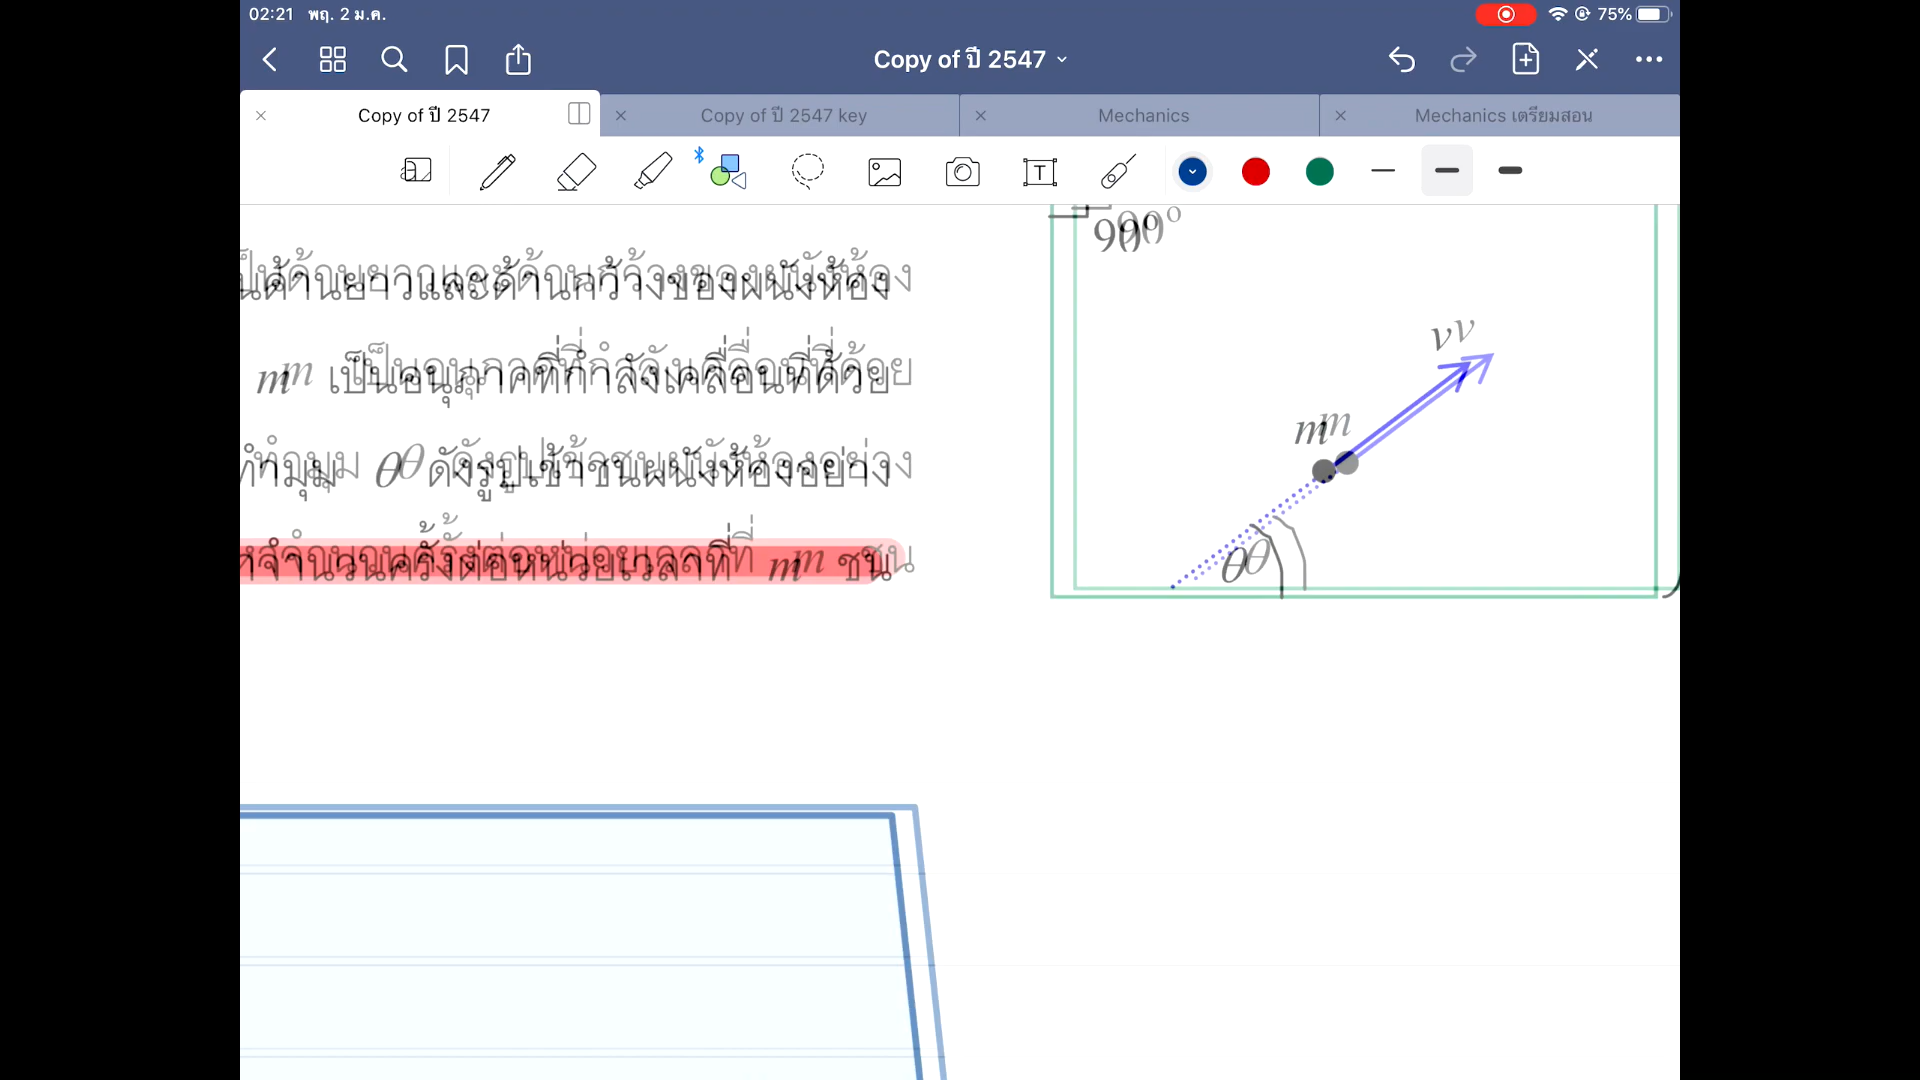 02:21 พฤ. 2 ม.ค.
75%
Copy of ปี 2547
Copy of ปี 2547
Copy of ปี 2547 key
Mechanics
Mechanics เตรียมสอน
T
90°
ด้านยาวและด้านกว้างของผนังห้อง
m เป็นอนุภาคที่กำลังเคลื่อนที่ด้วย
ทำมุม θ ดังรูปเข้าชนผนังห้องอย่าง
จำนวนครั้งต่อหน่วยเวลาที่ m ชน
v
m
θ